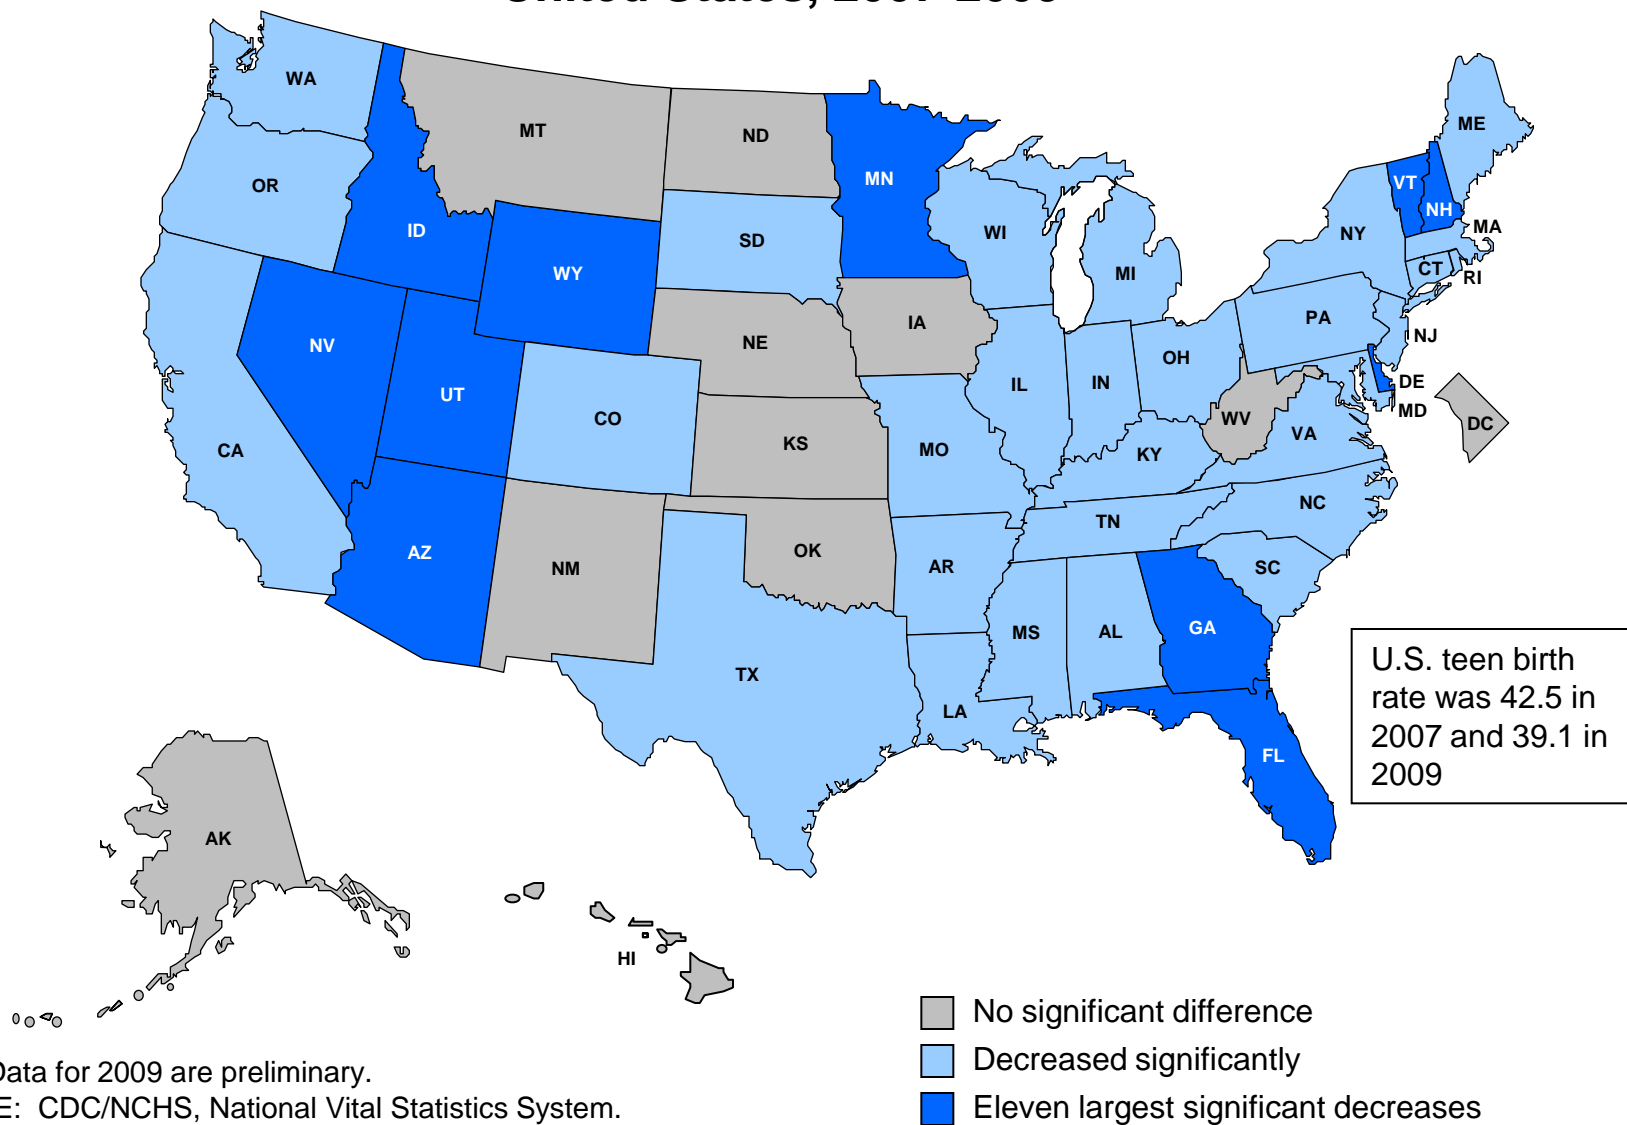 WA
MT
ND
MN
ME
OR
ID
SD
WI
MI
VT
NH
NY
MA
CT
RI
WY
NV
IA
NE
PA
NJ
UT
CO
IL
IN
OH
DE
MD
WV
DC
CA
KS
MO
KY
VA
AZ
NM
OK
AR
TN
NC
SC
TX
LA
MS
AL
GA
FL
U.S. teen birth
rate was 42.5 in
2007 and 39.1 in
2009
AK
HI
No significant difference
Decreased significantly
Eleven largest significant decreases
Data for 2009 are preliminary.
E: CDC/NCHS, National Vital Statistics System.